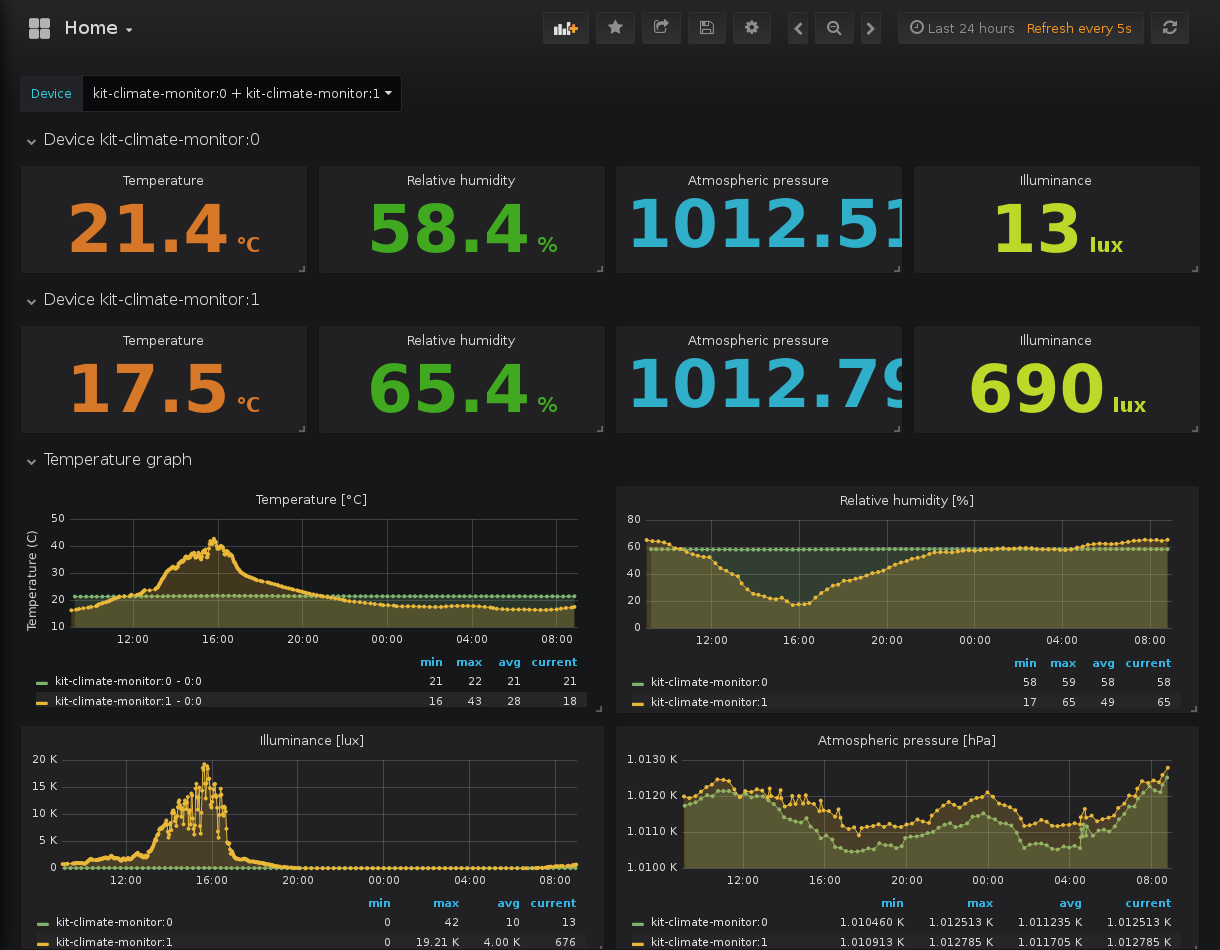 Home
Last 24 hours Refresh every 5s
Device kit-climate-monitor:0 + kit-climate-monitor:1
Device kit-climate-monitor:0
Temperature Relative humidity Atmospheric pressure Illuminance
21.4 °C 58.4 % 1012.51 13 lux
Device kit-climate-monitor:1
Temperature Relative humidity Atmospheric pressure Illuminance
17.5 °C 65.4 % 1012.79 690 lux
Temperature graph
Temperature [°C]
Temperature (C)
50
40
30
20
10
12:00 16:00 20:00 00:00 04:00 08:00
min max avg current
kit-climate-monitor:0 - 0:0 21 22 21 21
kit-climate-monitor:1 - 0:0 16 43 28 18
Relative humidity [%]
80
60
40
20
0
12:00 16:00 20:00 00:00 04:00 08:00
min max avg current
kit-climate-monitor:0 58 59 58 58
kit-climate-monitor:1 17 65 49 65
Illuminance [lux]
20 K
15 K
10 K
5 K
0
12:00 16:00 20:00 00:00 04:00 08:00
min max avg current
kit-climate-monitor:0 0 42 10 13
kit-climate-monitor:1 0 19.21 K 4.00 K 676
Atmospheric pressure [hPa]
1.0130 K
1.0120 K
1.0110 K
1.0100 K
12:00 16:00 20:00 00:00 04:00 08:00
min max avg current
kit-climate-monitor:0 1.010460 K 1.012513 K 1.011235 K 1.012513 K
kit-climate-monitor:1 1.010913 K 1.012785 K 1.011705 K 1.012785 K